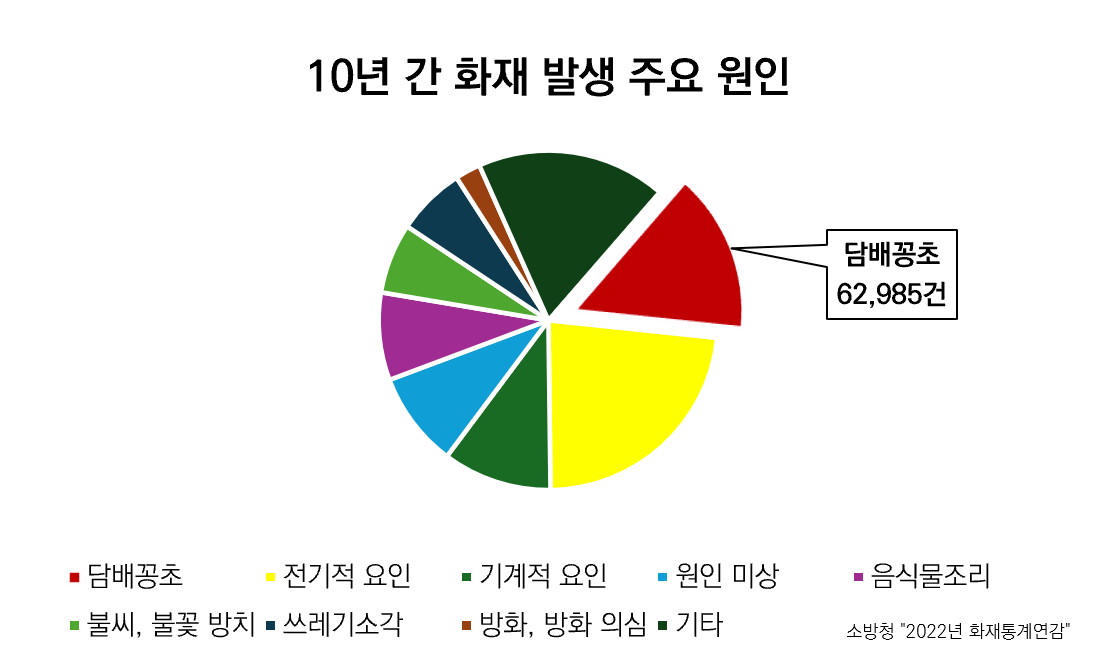 10년 간 화재 발생 주요 원인
담배꽁초
62,985건
담배꽁초 전기적 요인 기계적 요인 원인 미상 음식물조리
불씨, 불꽃 방치 쓰레기소각 방화, 방화 의심 기타
소방청 "2022년 화재통계연감"